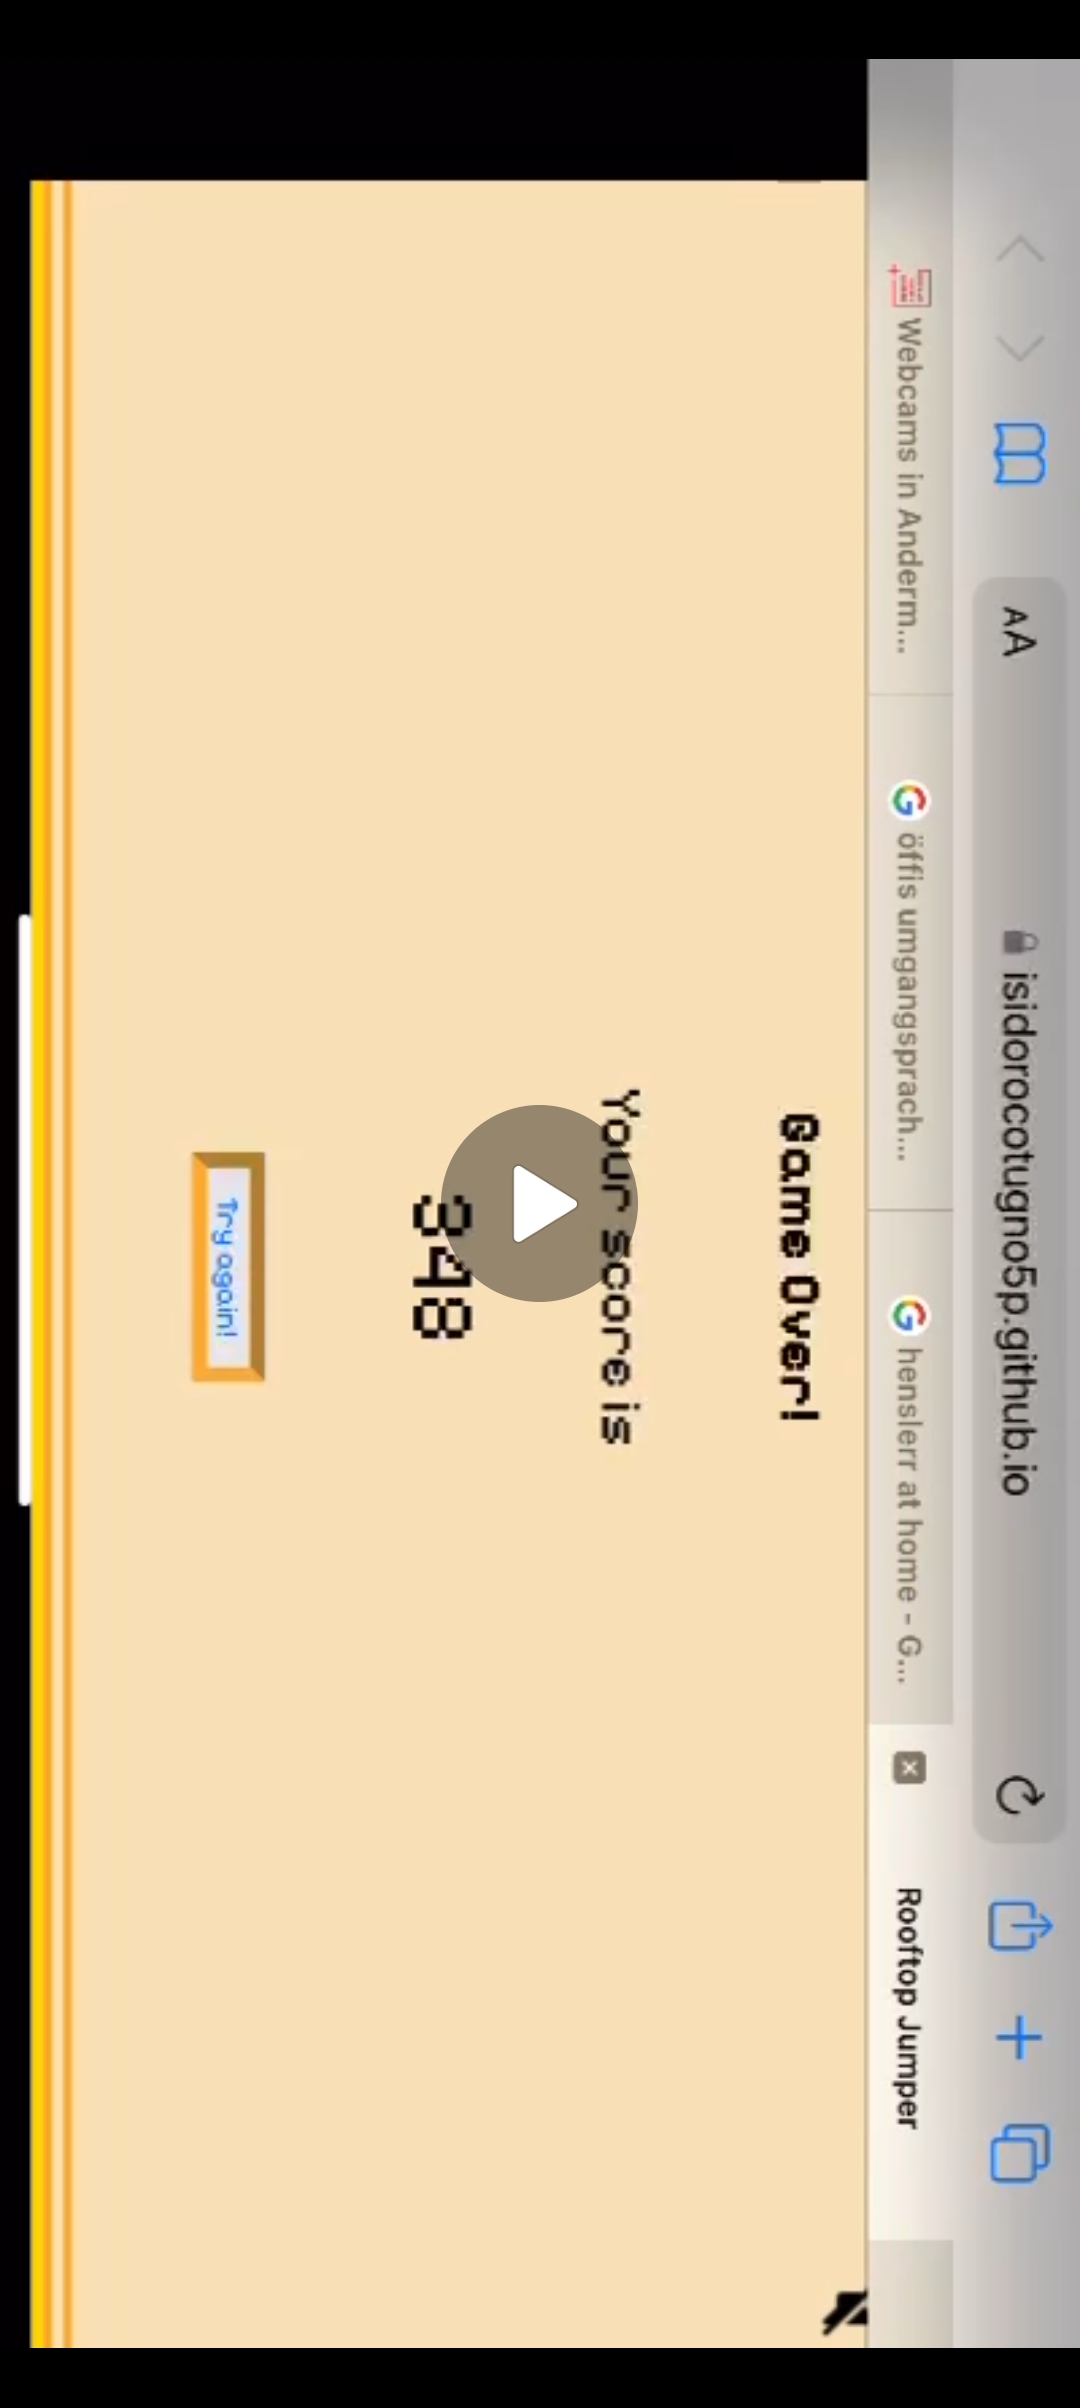 AA
isidorocotugno5p.github.io
Webcams in Anderm...
öffis umgangsprach...
henslerr at home - G...
Rooftop Jumper
Game Over!
Your score is
348
Try again!